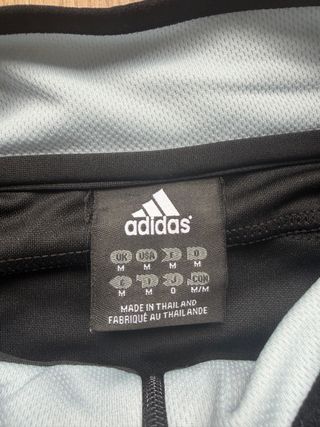 adidas
UK USA F D
M M M M
M M O M/M
MADE IN THAILAND
FABRIQUÉ AU THAILANDE